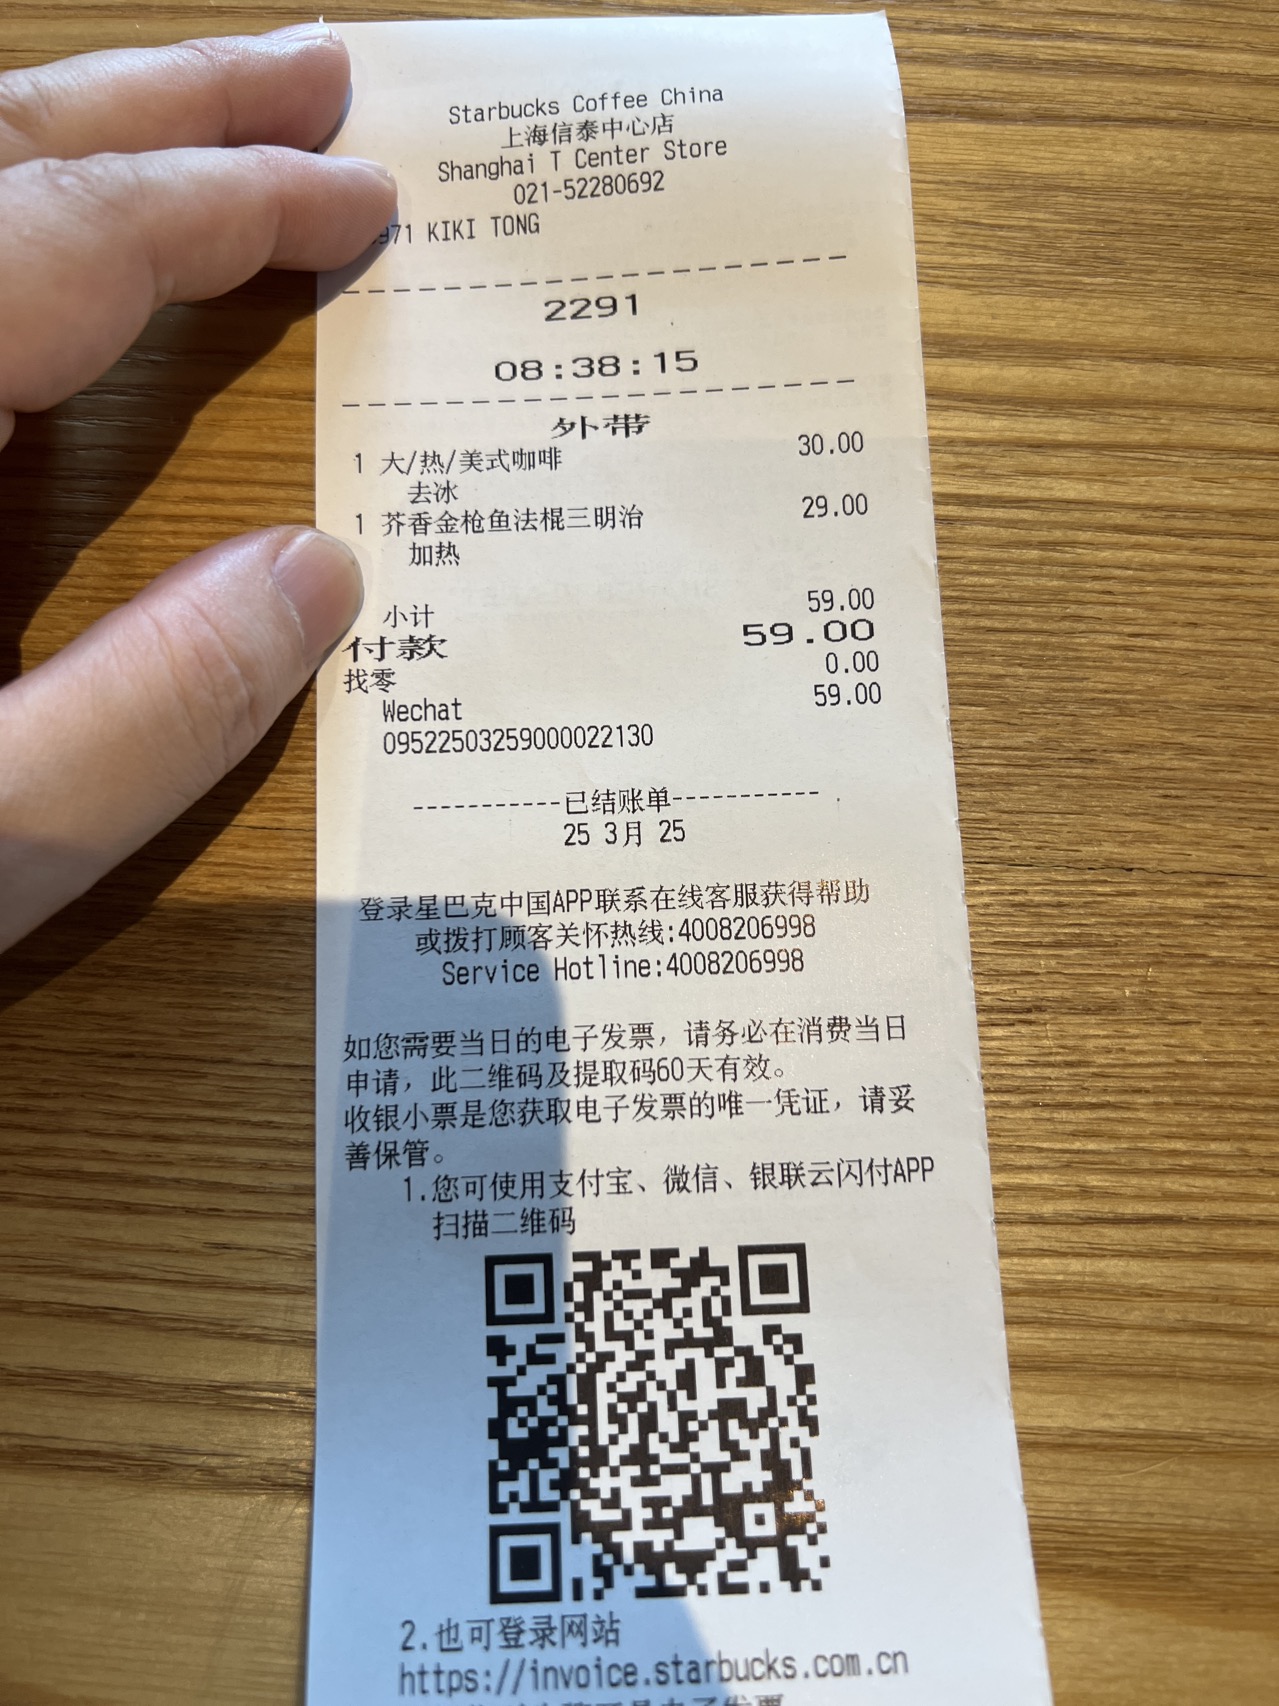 Starbucks Coffee China
上海信泰中心店
Shanghai T Center Store
021-52280692
971 KIKI TONG
2291
08:38:15
外带
1 大/热/美式咖啡 30.00
去冰
1 芥香金枪鱼法棍三明治 29.00
加热
小计 59.00
付款 59.00
找零 0.00
Wechat 59.00
09522503259000022130
-----------已结账单-----------
25 3月 25
登录星巴克中国APP联系在线客服获得帮助
或拨打顾客关怀热线:4008206998
Service Hotline:4008206998
如您需要当日的电子发票，请务必在消费当日
申请，此二维码及提取码60天有效。
收银小票是您获取电子发票的唯一凭证，请妥
善保管。
1.您可使用支付宝、微信、银联云闪付APP
扫描二维码
2.也可登录网站
https://invoice.starbucks.com.cn